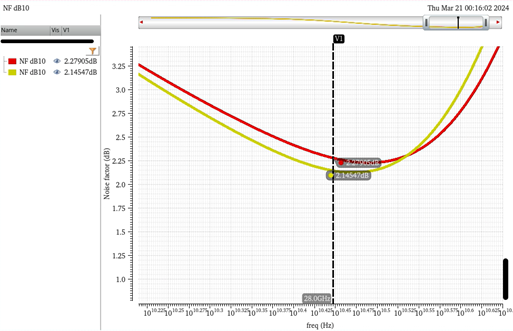 NF dB10
Thu Mar 21 00:16:02 2024
Name Vis V1
NF dB10 2.27905dB
NF dB10 2.14547dB
V1
3.25
3.0
2.75
2.5
2.25
2.0
1.75
1.5
1.25
1.0
Noise factor (dB)
2.27905dB
2.14547dB
28.0GHz
10^10.225 10^10.25 10^10.275 10^10.3 10^10.325 10^10.35 10^10.375 10^10.4 10^10.425 10^10.45 10^10.475 10^10.5 10^10.525 10^10.55 10^10.575 10^10.6 10^10.625
freq (Hz)